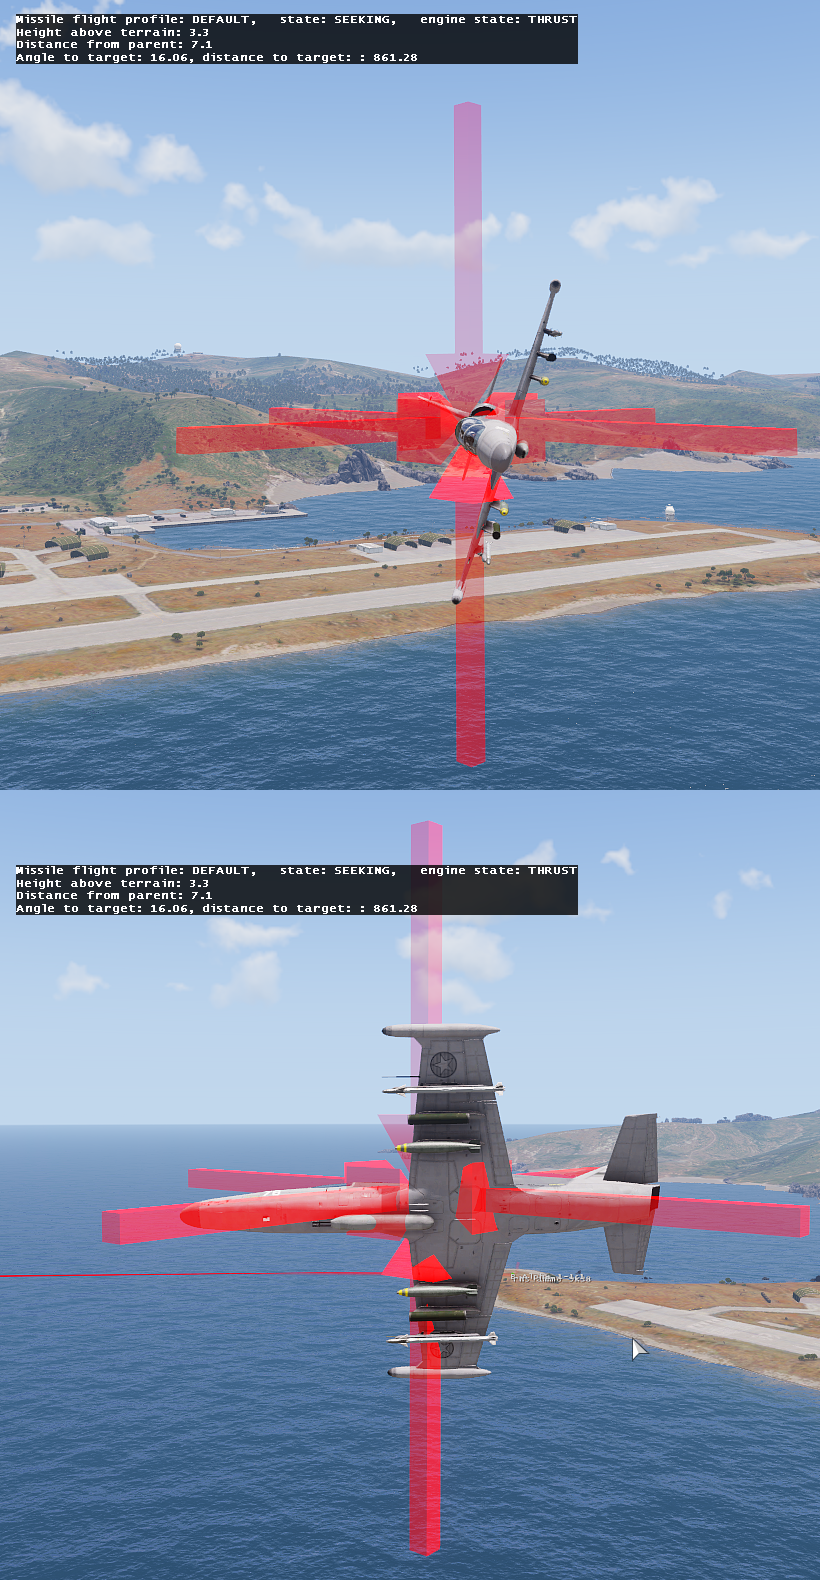 Missile flight profile: DEFAULT,   state: SEEKING,   engine state: THRUST
Height above terrain: 3.3
Distance from parent: 7.1
Angle to target: 16.06, distance to target: : 861.28
Missile flight profile: DEFAULT,   state: SEEKING,   engine state: THRUST
Height above terrain: 3.3
Distance from parent: 7.1
Angle to target: 16.06, distance to target: : 861.28